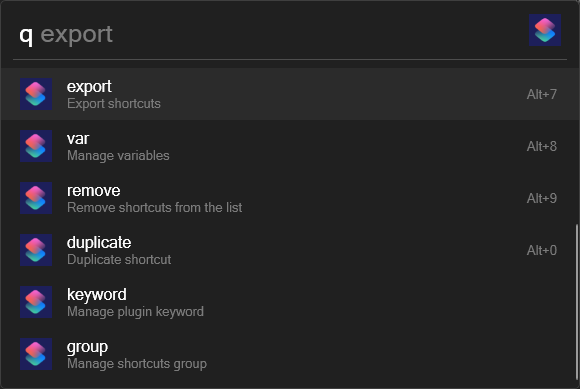 q export
export
Export shortcuts
Alt+7
var
Manage variables
Alt+8
remove
Remove shortcuts from the list
Alt+9
duplicate
Duplicate shortcut
Alt+0
keyword
Manage plugin keyword
group
Manage shortcuts group